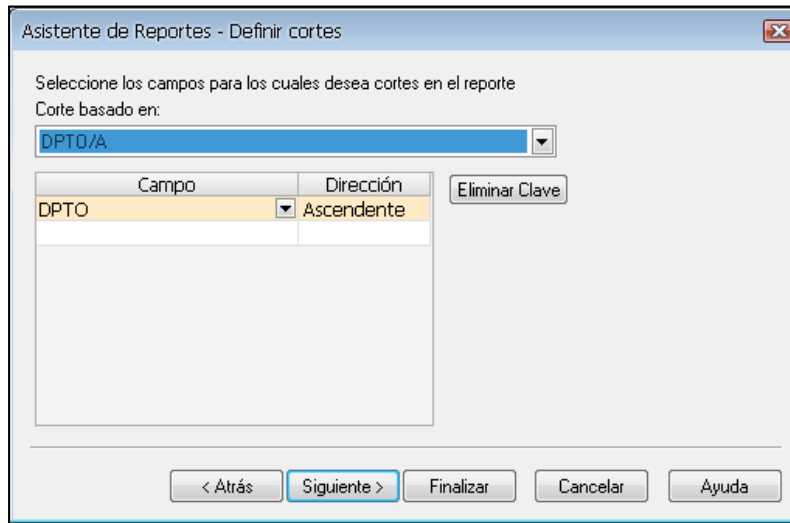 Asistente de Reportes - Definir cortes
Seleccione los campos para los cuales desea cortes en el reporte
Corte basado en:
DPTO/A
Campo Dirección
Eliminar Clave
DPTO Ascendente
< Atrás Siguiente > Finalizar Cancelar Ayuda